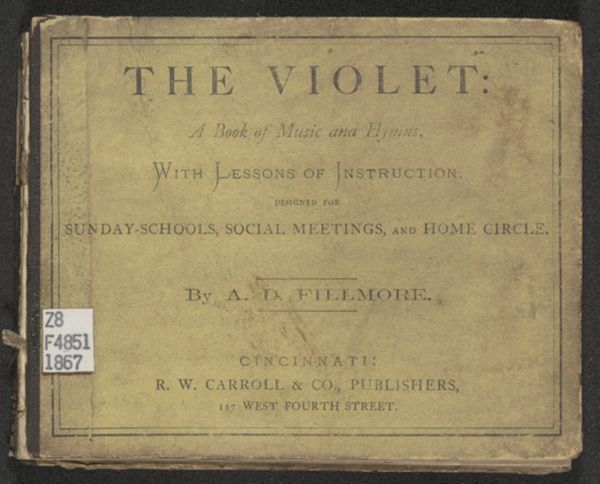 THE VIOLET:
A Book of Music and Hymns,
WITH LESSONS OF INSTRUCTION.
DESIGNED FOR
SUNDAY-SCHOOLS, SOCIAL MEETINGS, AND HOME CIRCLE.
By A. D. FILLMORE.
Z8
F4851
1867
CINCINNATI:
R. W. CARROLL & CO., PUBLISHERS,
117 WEST FOURTH STREET.